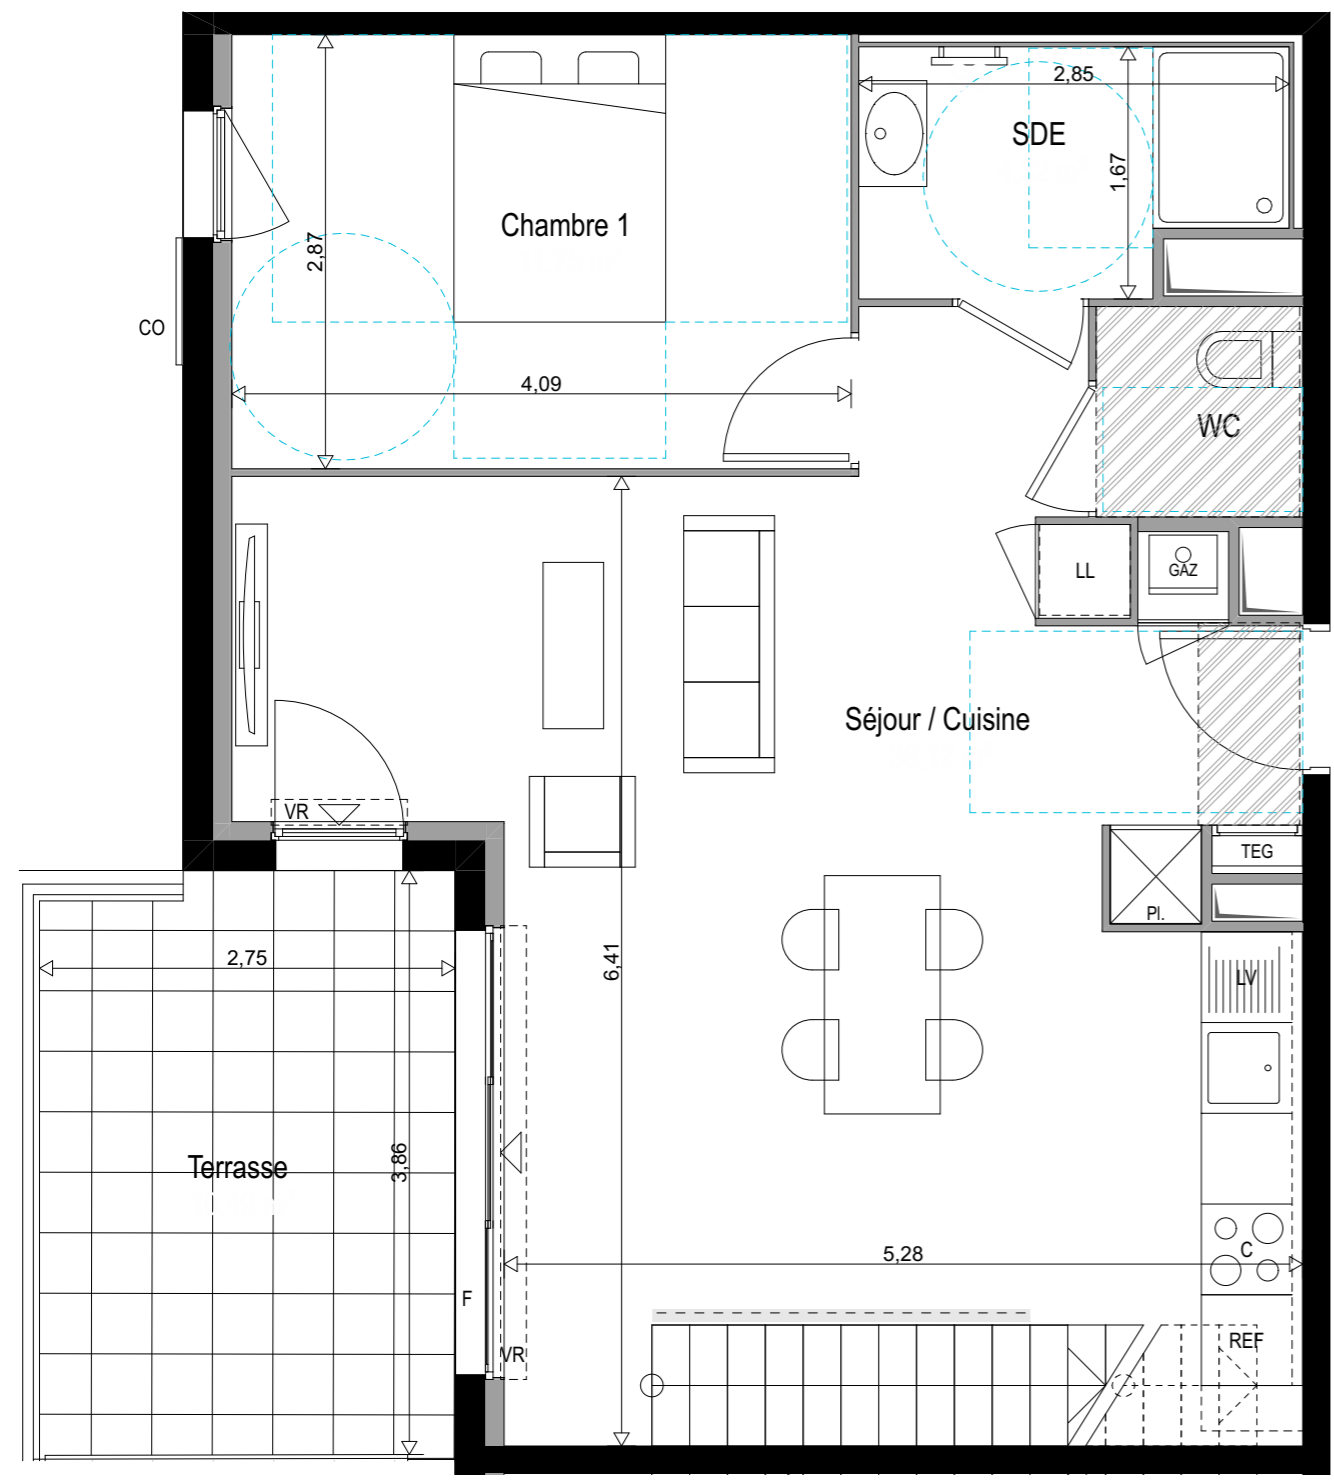 2,85
SDE
1,67
Chambre 1
2,87
CO
4,09
WC
LL
GAZ
Séjour / Cuisine
VR
TEG
Pl.
2,75
6,41
LV
Terrasse
3,86
5,28
C
F
VR
REF